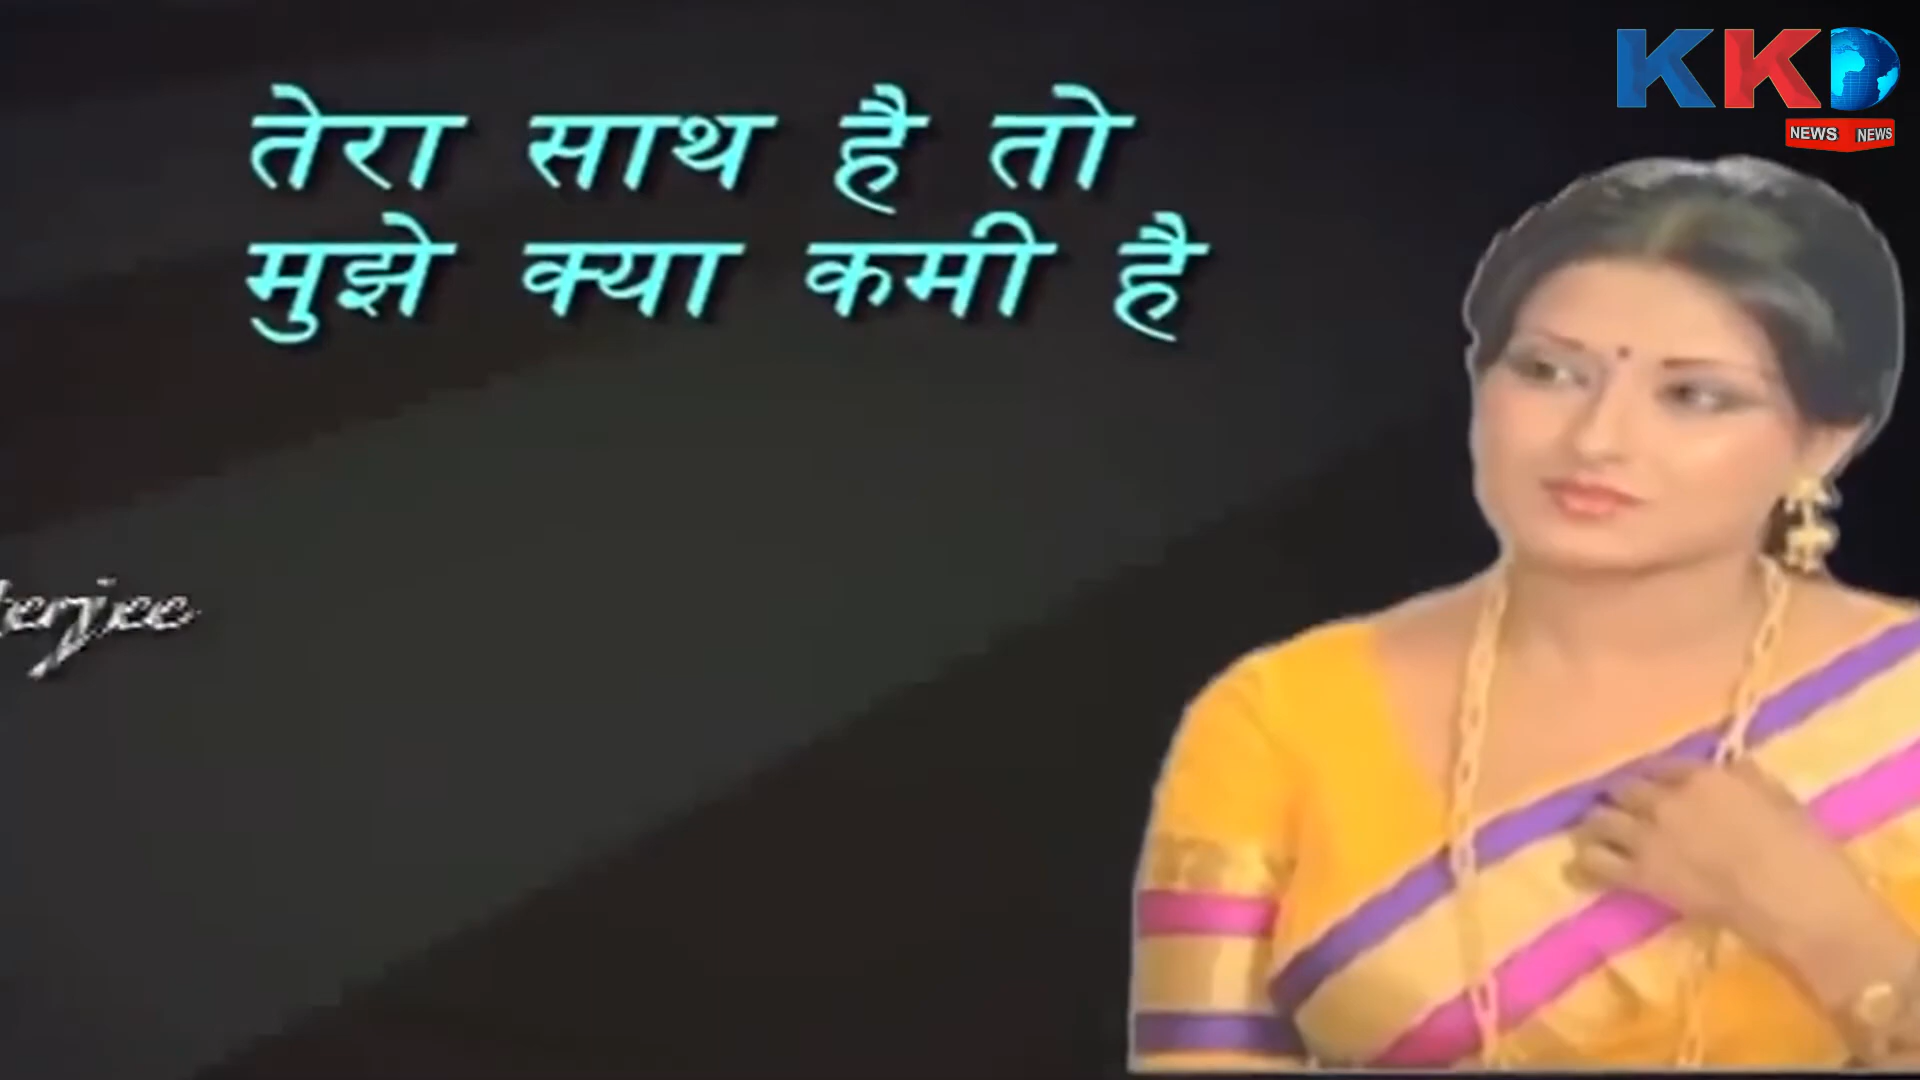 KKD
NEWS NEWS
तेरा साथ है तो
मुझे क्या कमी है